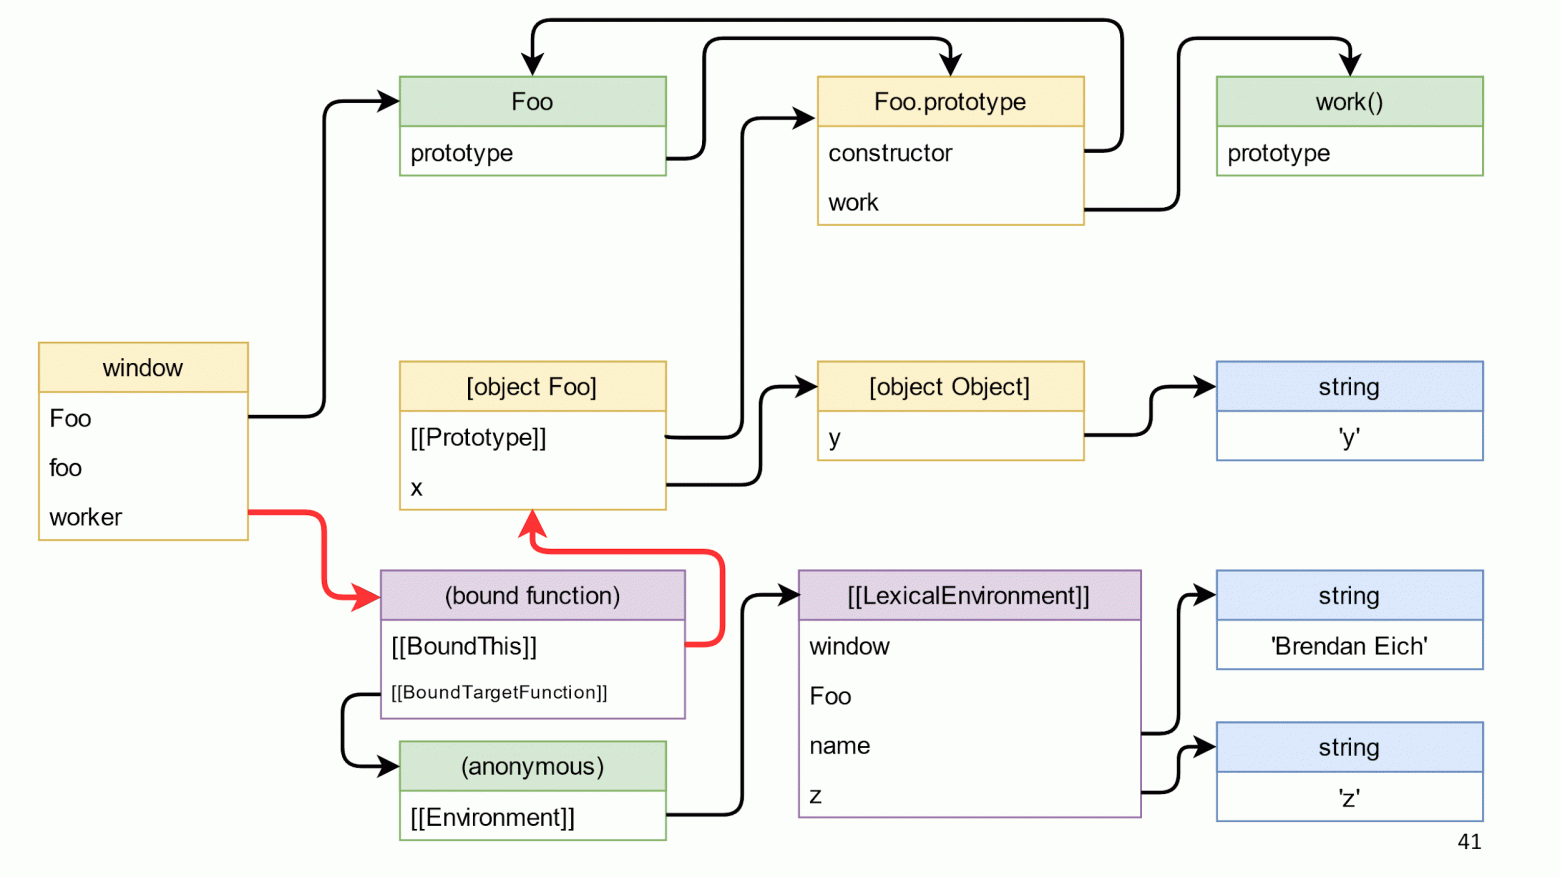 Foo
prototype
Foo.prototype
constructor
work
work()
prototype
window
Foo
foo
worker
[object Foo]
[[Prototype]]
x
[object Object]
y
string
'y'
(bound function)
[[BoundThis]]
[[BoundTargetFunction]]
(anonymous)
[[Environment]]
[[LexicalEnvironment]]
window
Foo
name
z
string
'Brendan Eich'
string
'z'
41